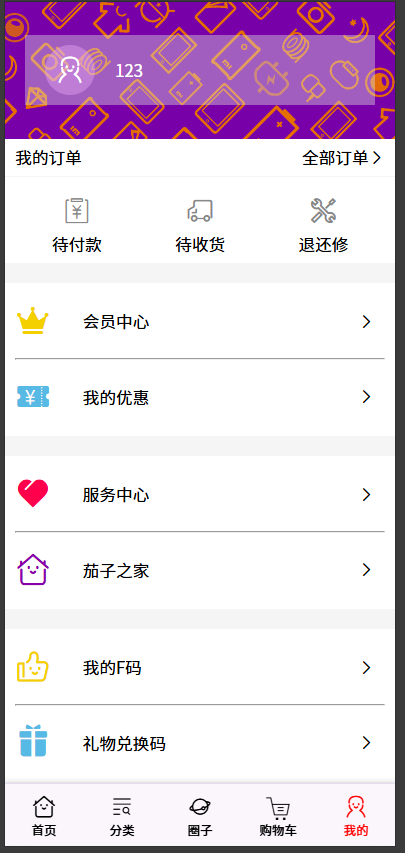 123
我的订单 全部订单
待付款 待收货 退还修
会员中心
我的优惠
服务中心
茄子之家
我的F码
礼物兑换码
首页 分类 圈子 购物车 我的